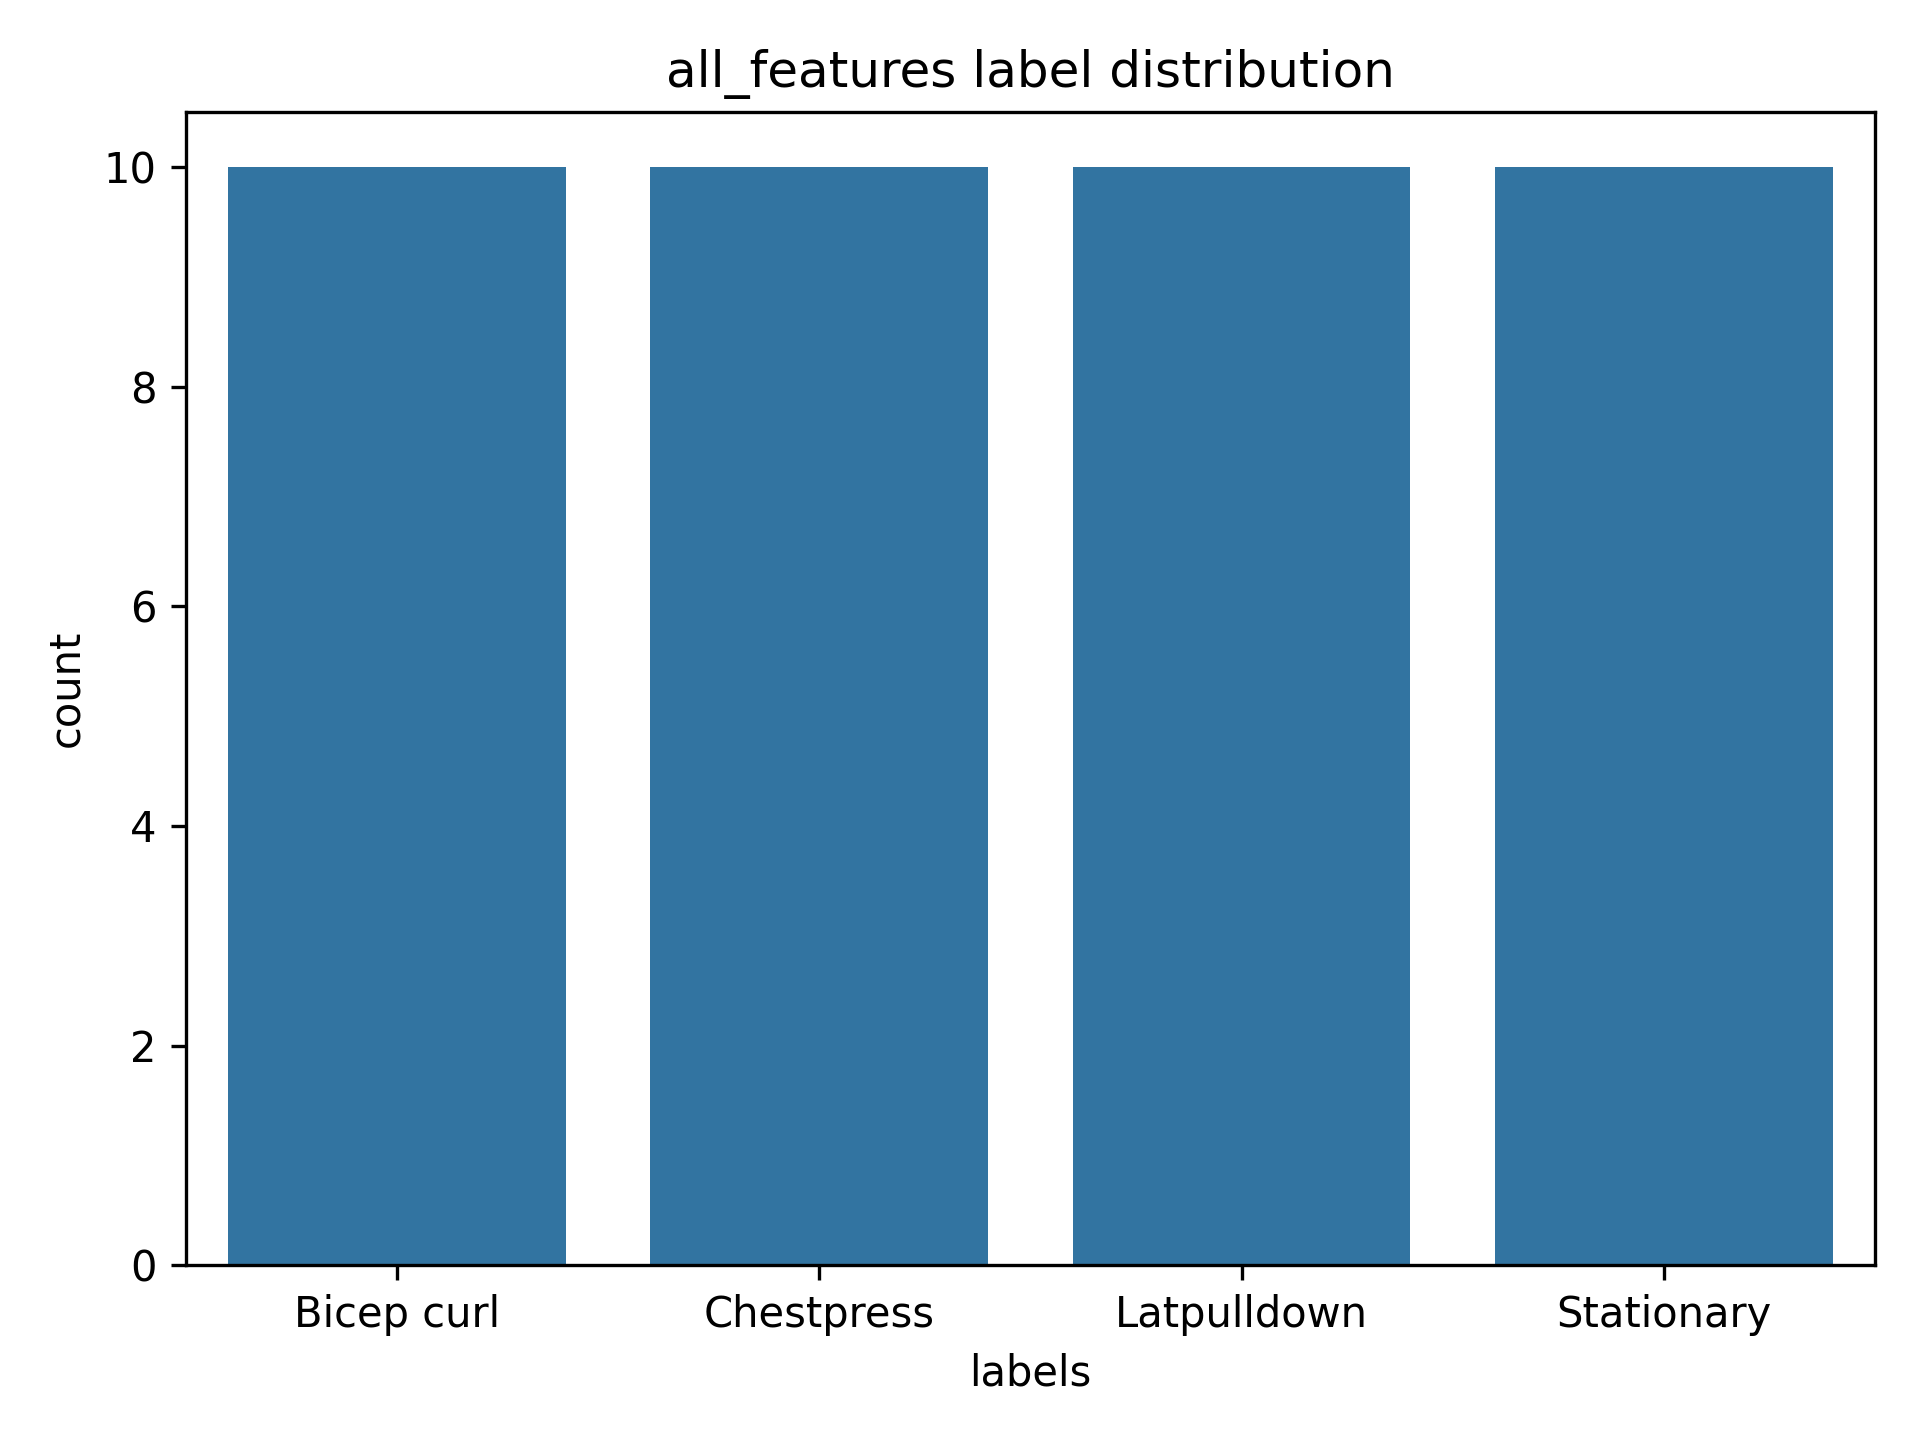 all_features label distribution
10
8
6
4
2
0
count
Bicep curl Chestpress Latpulldown Stationary
labels